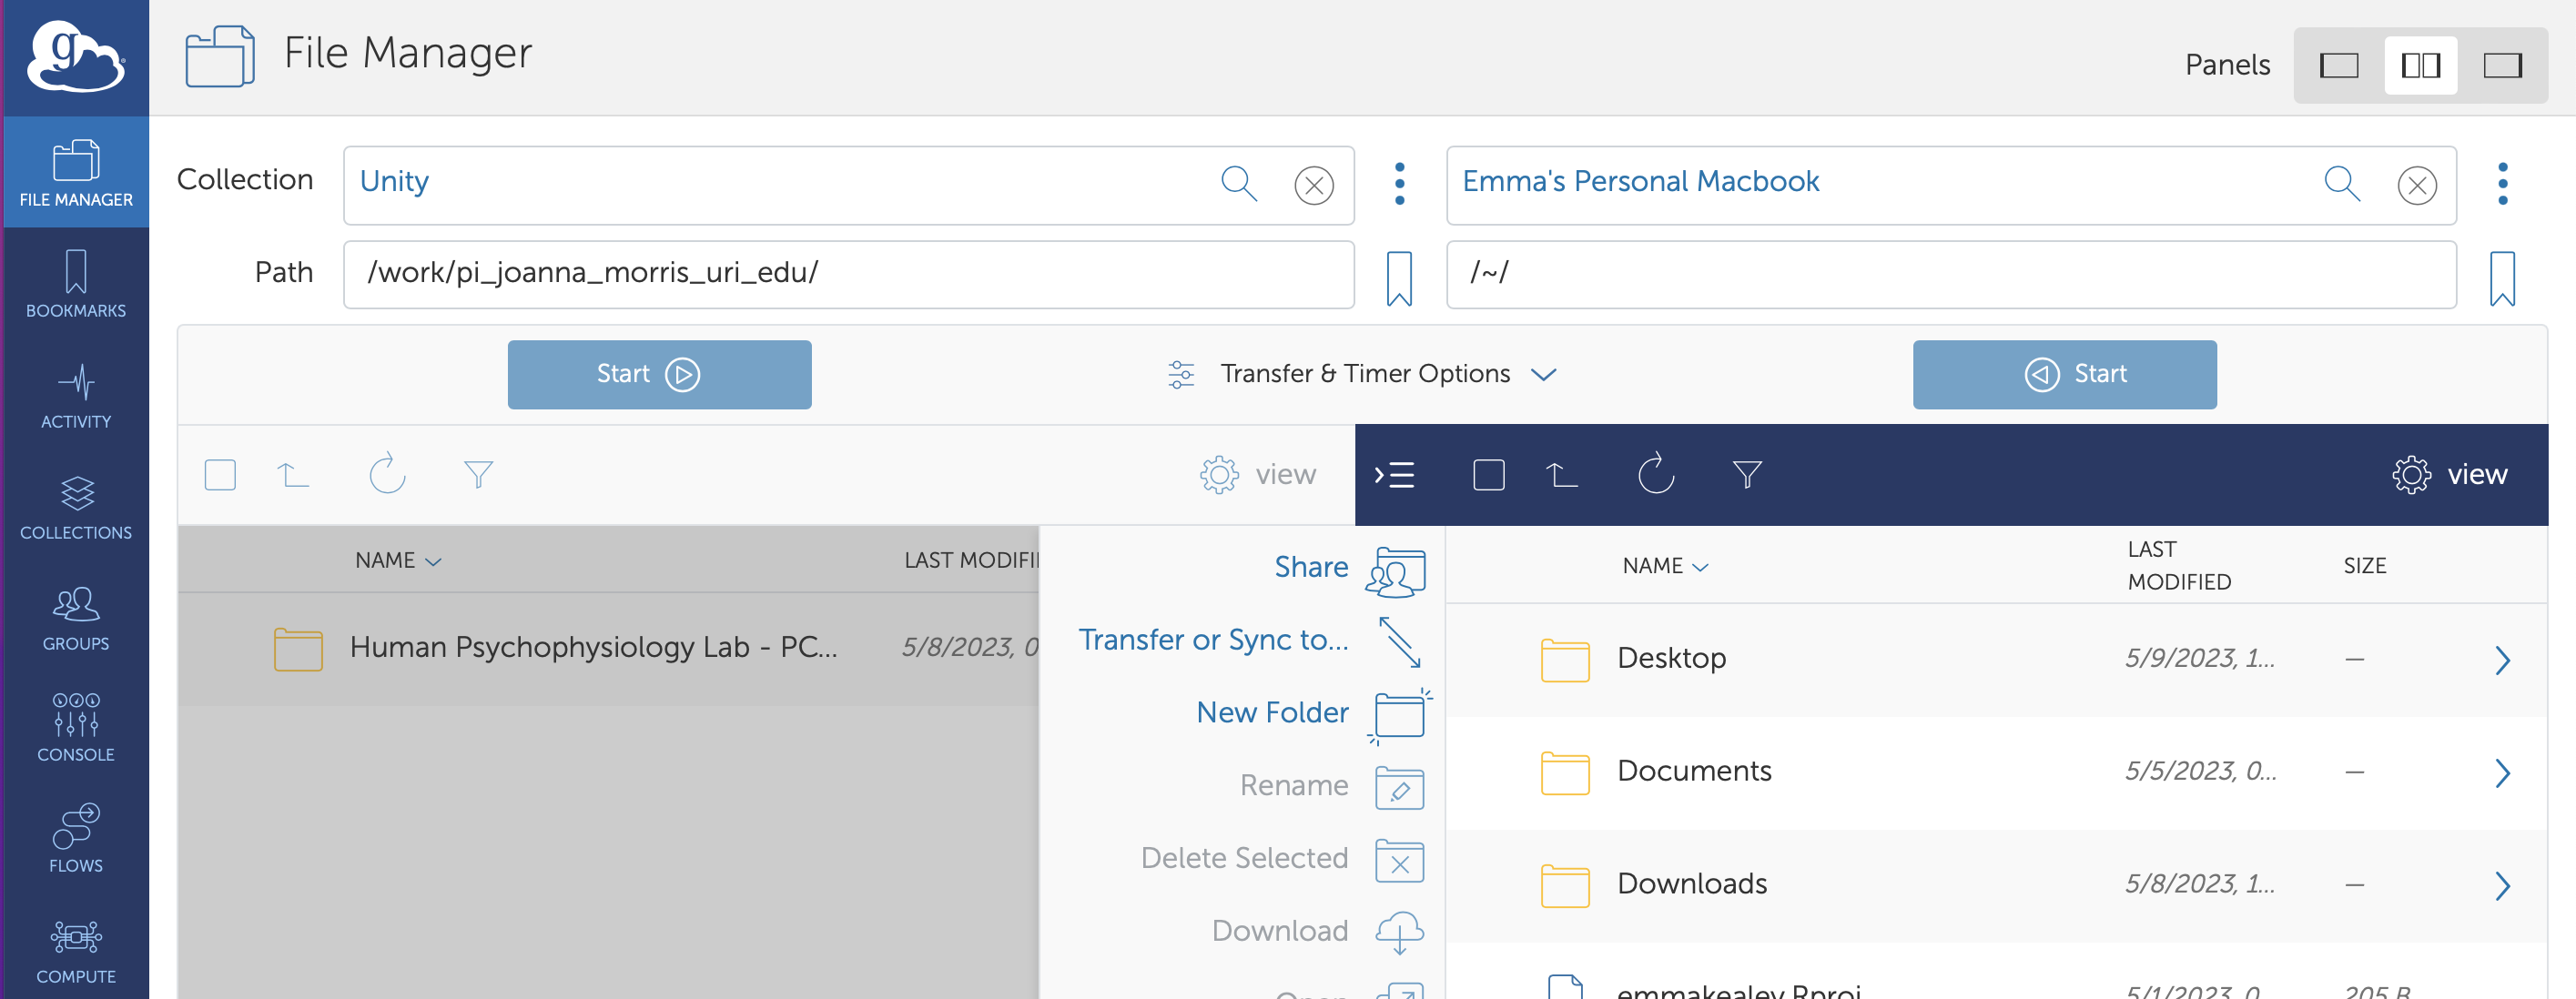 g
File Manager
Panels
FILE MANAGER
BOOKMARKS
ACTIVITY
COLLECTIONS
GROUPS
CONSOLE
FLOWS
COMPUTE
Collection
Unity
Emma's Personal Macbook
Path
/work/pi_joanna_morris_uri_edu/
/~/
Start
Transfer & Timer Options
Start
view
view
NAME
LAST MODIFI
Human Psychophysiology Lab - PC...
5/8/2023, 0
Share
Transfer or Sync to...
New Folder
Rename
Delete Selected
Download
Open
NAME
LAST
MODIFIED
SIZE
Desktop
5/9/2023, 1...
—
Documents
5/5/2023, 0...
—
Downloads
5/8/2023, 1...
—
emmakealey.Rproj
5/1/2023, 0...
205 B